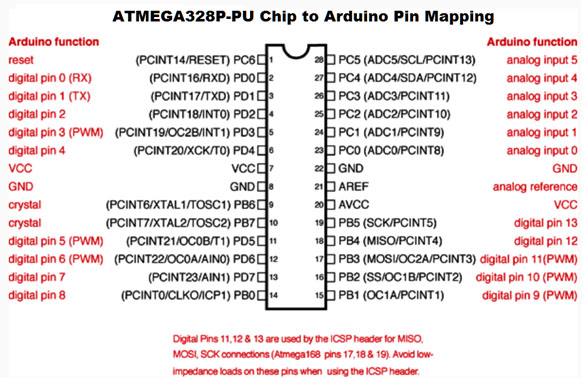 ATMEGA328P-PU Chip to Arduino Pin Mapping
Arduino function Arduino function
reset (PCINT14/RESET) PC6 1 28 PC5 (ADC5/SCL/PCINT13) analog input 5
digital pin 0 (RX) (PCINT16/RXD) PD0 2 27 PC4 (ADC4/SDA/PCINT12) analog input 4
digital pin 1 (TX) (PCINT17/TXD) PD1 3 26 PC3 (ADC3/PCINT11) analog input 3
digital pin 2 (PCINT18/INT0) PD2 4 25 PC2 (ADC2/PCINT10) analog input 2
digital pin 3 (PWM) (PCINT19/OC2B/INT1) PD3 5 24 PC1 (ADC1/PCINT9) analog input 1
digital pin 4 (PCINT20/XCK/T0) PD4 6 23 PC0 (ADC0/PCINT8) analog input 0
VCC VCC 7 22 GND GND
GND GND 8 21 AREF analog reference
crystal (PCINT6/XTAL1/TOSC1) PB6 9 20 AVCC VCC
crystal (PCINT7/XTAL2/TOSC2) PB7 10 19 PB5 (SCK/PCINT5) digital pin 13
digital pin 5 (PWM) (PCINT21/OC0B/T1) PD5 11 18 PB4 (MISO/PCINT4) digital pin 12
digital pin 6 (PWM) (PCINT22/OC0A/AIN0) PD6 12 17 PB3 (MOSI/OC2A/PCINT3) digital pin 11(PWM)
digital pin 7 (PCINT23/AIN1) PD7 13 16 PB2 (SS/OC1B/PCINT2) digital pin 10 (PWM)
digital pin 8 (PCINT0/CLKO/ICP1) PB0 14 15 PB1 (OC1A/PCINT1) digital pin 9 (PWM)
Digital Pins 11,12 & 13 are used by the ICSP header for MISO,
MOSI, SCK connections (Atmega168 pins 17,18 & 19). Avoid low-
impedance loads on these pins when using the ICSP header.